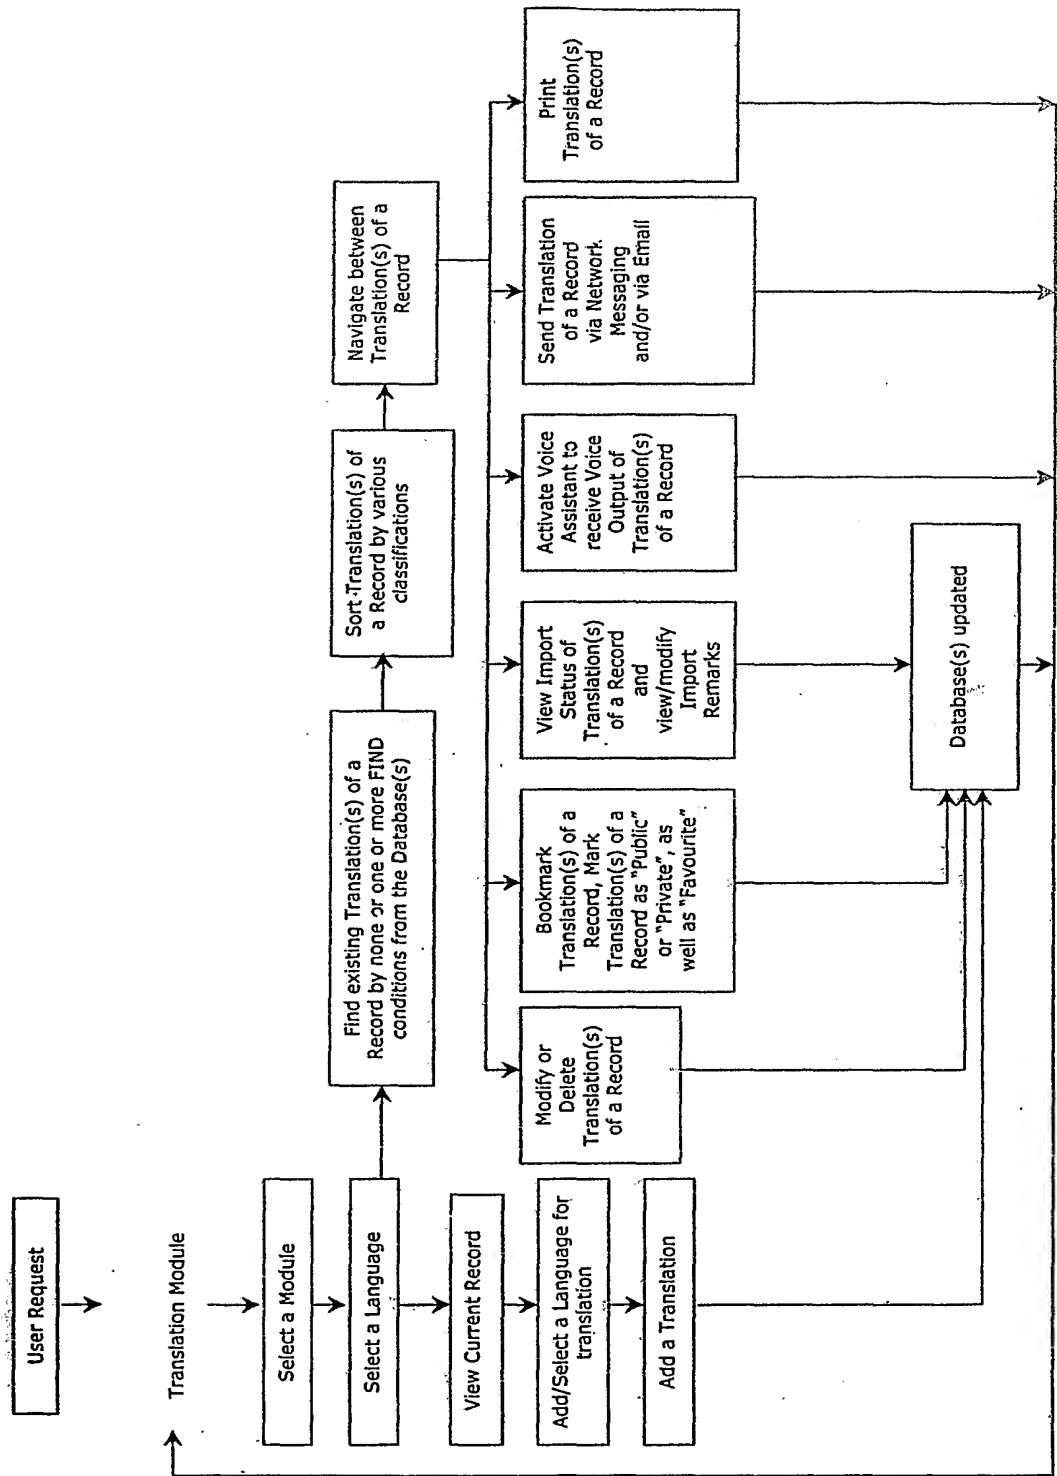 User Request
Translation Module
Select a Module
Select a Language
View Current Record
Add/Select a Language for
translation
Add a Translation
Find existing Translation(s) of a
Record by none or one or more FIND
conditions from the Database(s)
Sort Translation(s) of
a Record by various
classifications
Navigate between
Translation(s) of a
Record
Modify or
Delete
Translation(s)
of a Record
Bookmark
Translation(s) of a
Record, Mark
Translation(s) of a
Record as "Public"
or "Private", as
well as "Favourite"
View Import
Status of
Translation(s)
of a Record
and
view/modify
Import
Remarks
Activate Voice
Assistant to
receive Voice
Output of
Translation(s)
of a Record
Send Translation
of a Record
via Network
Messaging
and/or via Email
Print
Translation(s)
of a Record
Database(s) updated